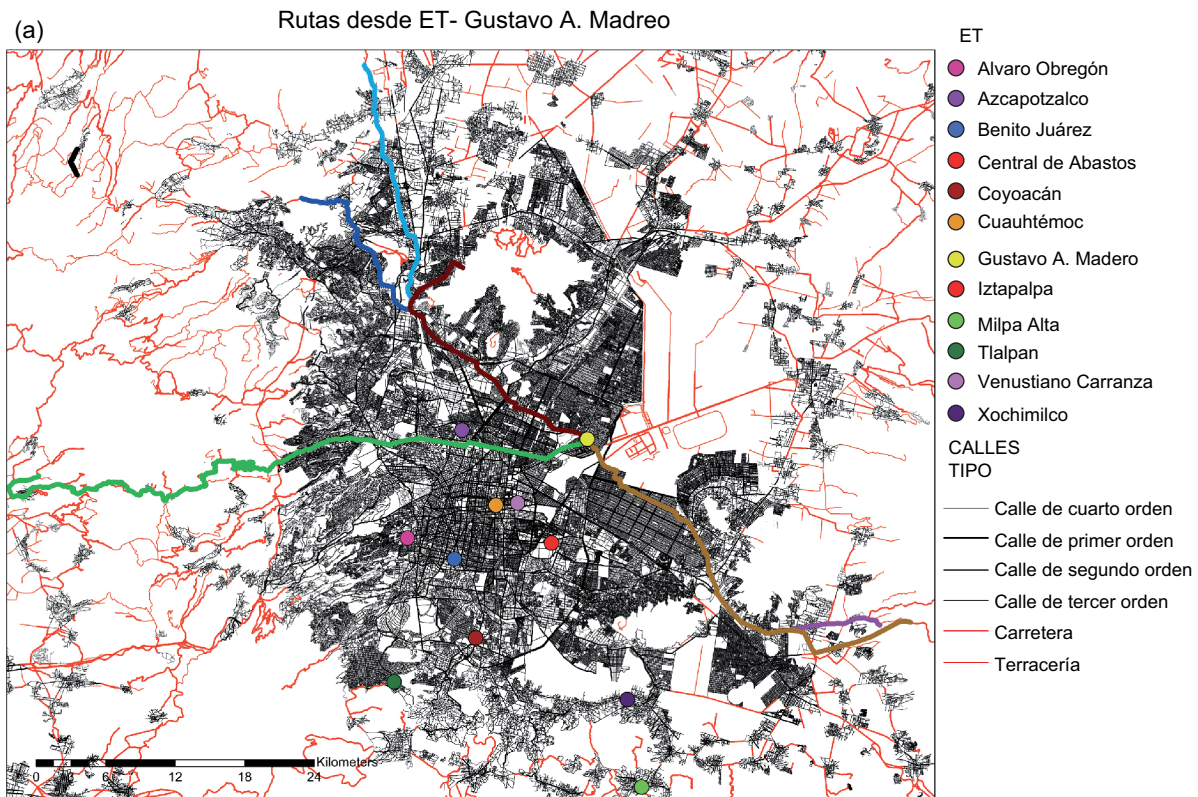 (a)
Rutas desde ET- Gustavo A. Madreo
ET
Alvaro Obregón
Azcapotzalco
Benito Juárez
Central de Abastos
Coyoacán
Cuauhtémoc
Gustavo A. Madero
Iztapalpa
Milpa Alta
Tlalpan
Venustiano Carranza
Xochimilco
CALLES
TIPO
Calle de cuarto orden
Calle de primer orden
Calle de segundo orden
Calle de tercer orden
Carretera
Terracería
Kilometers
0 6 12 18 24